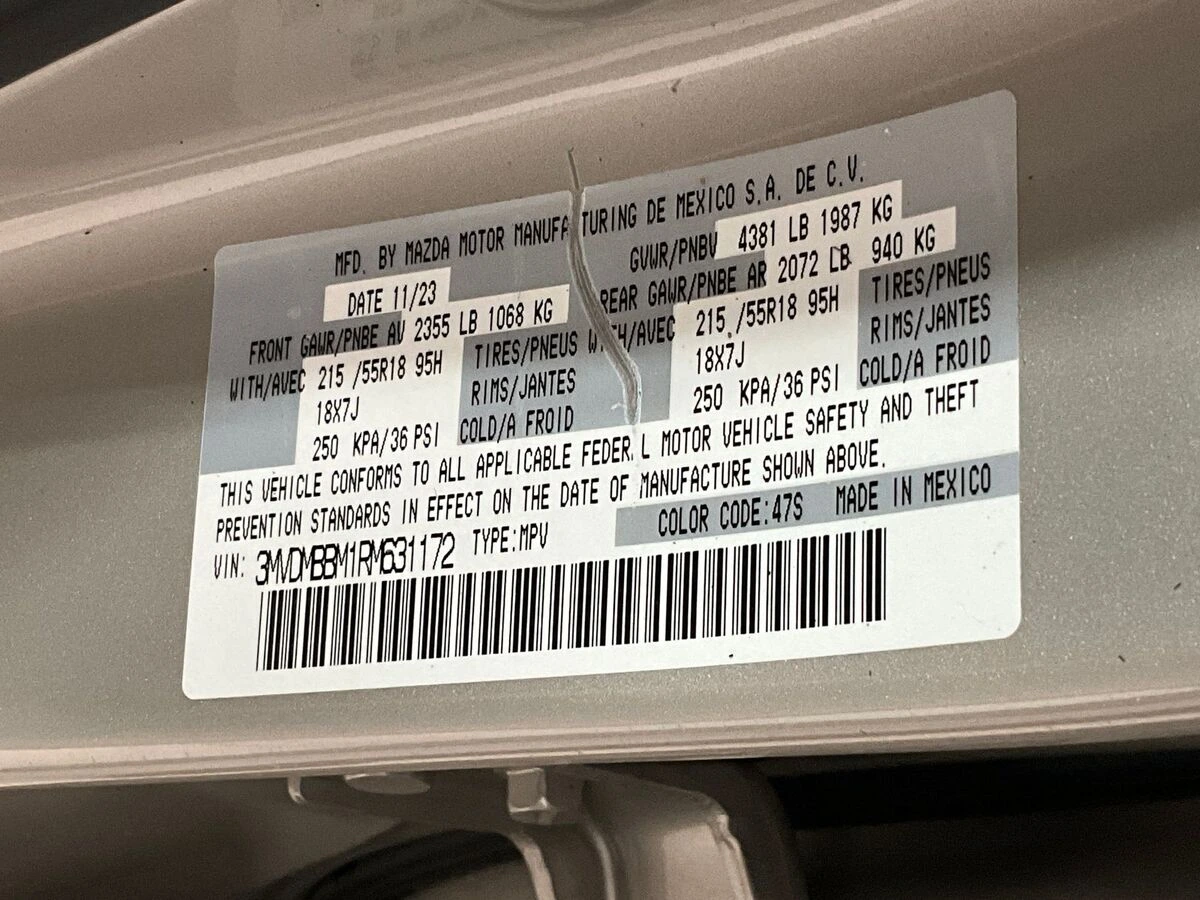 MFD. BY MAZDA MOTOR MANUFACTURING DE MEXICO S.A. DE C.V.
DATE 11/23 GVWR/PNBV 4381 LB 1987 KG
FRONT GAWR/PNBE AV 2355 LB 1068 KG REAR GAWR/PNBE AR 2072 LB 940 KG
WITH/AVEC 215 /55R18 95H TIRES/PNEUS WITH/AVEC 215 /55R18 95H TIRES/PNEUS
18X7J RIMS/JANTES 18X7J RIMS/JANTES
250 KPA/36 PSI COLD/A FROID 250 KPA/36 PSI COLD/A FROID
THIS VEHICLE CONFORMS TO ALL APPLICABLE FEDERAL MOTOR VEHICLE SAFETY AND THEFT
PREVENTION STANDARDS IN EFFECT ON THE DATE OF MANUFACTURE SHOWN ABOVE.
VIN: 3MVDMBBM1RM631172 TYPE:MPV COLOR CODE:47S MADE IN MEXICO